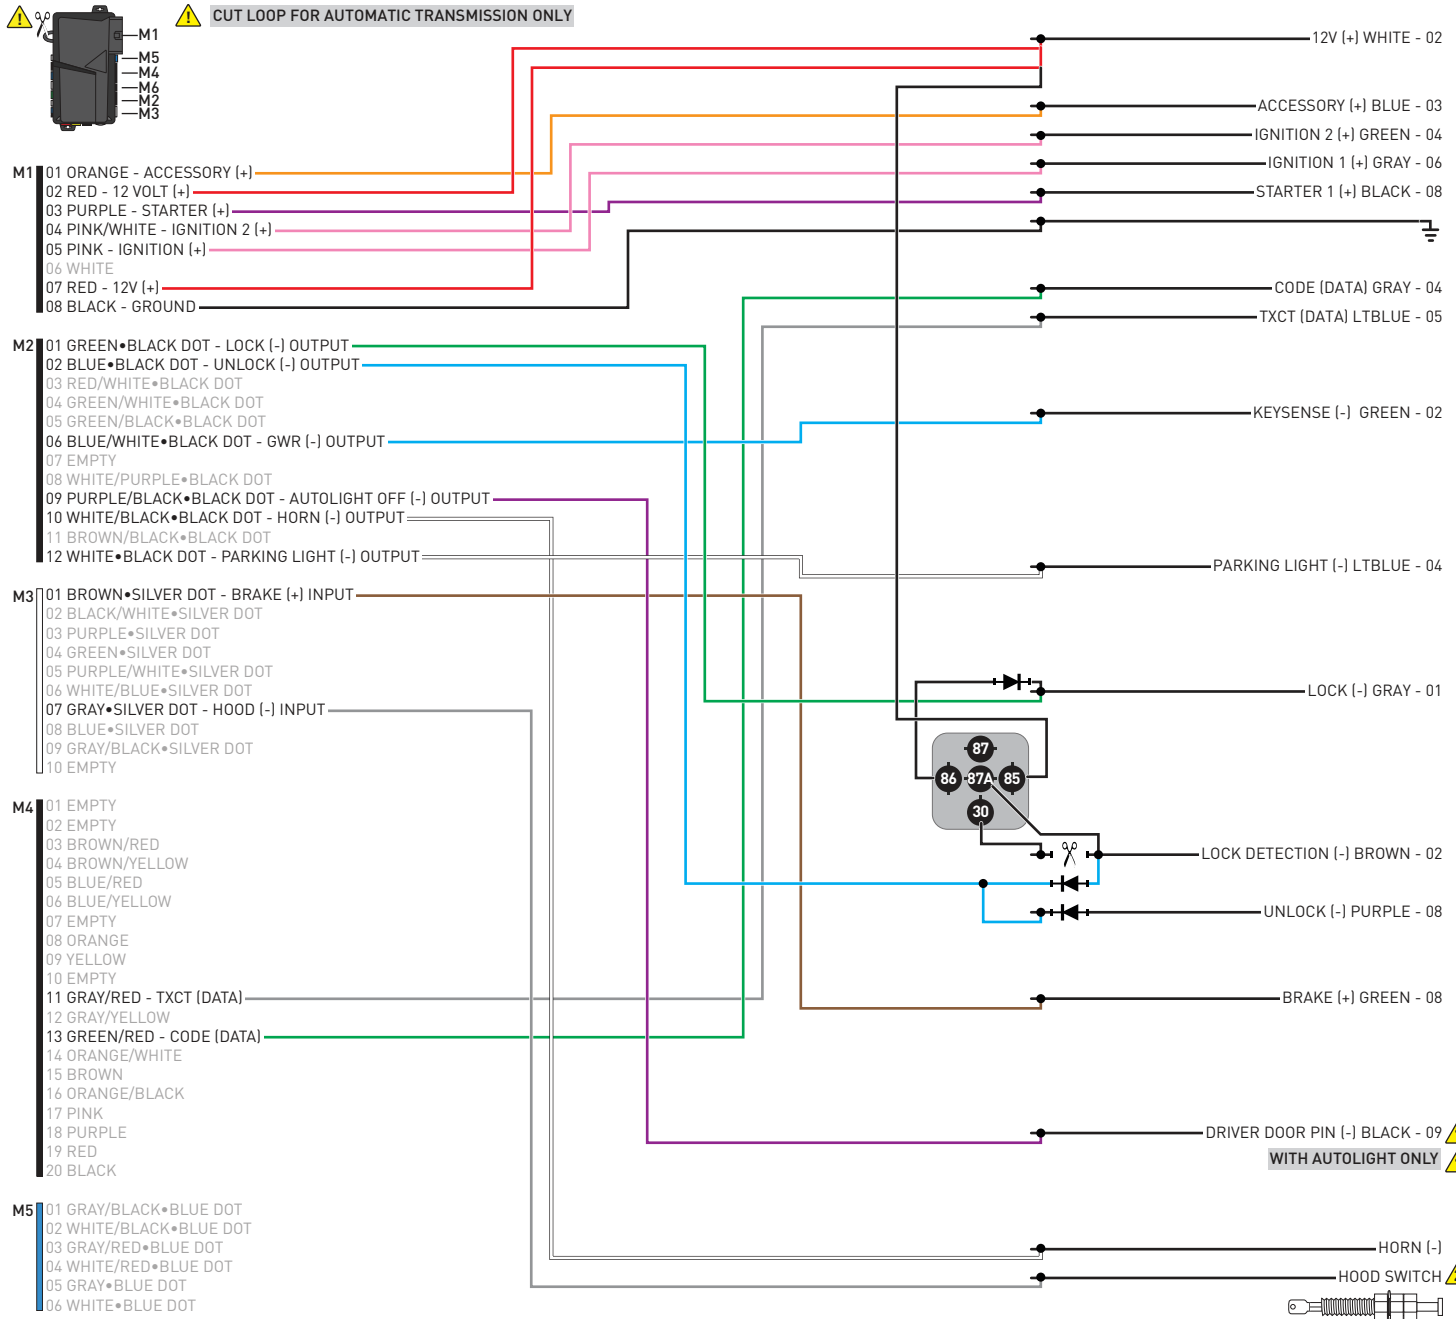 CUT LOOP FOR AUTOMATIC TRANSMISSION ONLY
M1
M5
M4
M6
M2
M3
M1
01 ORANGE - ACCESSORY (+)
02 RED - 12 VOLT (+)
03 PURPLE - STARTER (+)
04 PINK/WHITE - IGNITION 2 (+)
05 PINK - IGNITION (+)
06 WHITE
07 RED - 12V (+)
08 BLACK - GROUND
M2
01 GREEN•BLACK DOT - LOCK (-) OUTPUT
02 BLUE•BLACK DOT - UNLOCK (-) OUTPUT
03 RED/WHITE•BLACK DOT
04 GREEN/WHITE•BLACK DOT
05 GREEN/BLACK•BLACK DOT
06 BLUE/WHITE•BLACK DOT - GWR (-) OUTPUT
07 EMPTY
08 WHITE/PURPLE•BLACK DOT
09 PURPLE/BLACK•BLACK DOT - AUTOLIGHT OFF (-) OUTPUT
10 WHITE/BLACK•BLACK DOT - HORN (-) OUTPUT
11 BROWN/BLACK•BLACK DOT
12 WHITE•BLACK DOT - PARKING LIGHT (-) OUTPUT
M3
01 BROWN•SILVER DOT - BRAKE (+) INPUT
02 BLACK/WHITE•SILVER DOT
03 PURPLE•SILVER DOT
04 GREEN•SILVER DOT
05 PURPLE/WHITE•SILVER DOT
06 WHITE/BLUE•SILVER DOT
07 GRAY•SILVER DOT - HOOD (-) INPUT
08 BLUE•SILVER DOT
09 GRAY/BLACK•SILVER DOT
10 EMPTY
M4
01 EMPTY
02 EMPTY
03 BROWN/RED
04 BROWN/YELLOW
05 BLUE/RED
06 BLUE/YELLOW
07 EMPTY
08 ORANGE
09 YELLOW
10 EMPTY
11 GRAY/RED - TXCT (DATA)
12 GRAY/YELLOW
13 GREEN/RED - CODE (DATA)
14 ORANGE/WHITE
15 BROWN
16 ORANGE/BLACK
17 PINK
18 PURPLE
19 RED
20 BLACK
M5
01 GRAY/BLACK•BLUE DOT
02 WHITE/BLACK•BLUE DOT
03 GRAY/RED•BLUE DOT
04 WHITE/RED•BLUE DOT
05 GRAY•BLUE DOT
06 WHITE•BLUE DOT
12V (+) WHITE - 02
ACCESSORY (+) BLUE - 03
IGNITION 2 (+) GREEN - 04
IGNITION 1 (+) GRAY - 06
STARTER 1 (+) BLACK - 08
CODE (DATA) GRAY - 04
TXCT (DATA) LTBLUE - 05
KEYSENSE (-) GREEN - 02
PARKING LIGHT (-) LTBLUE - 04
LOCK (-) GRAY - 01
87
86 87A 85
30
LOCK DETECTION (-) BROWN - 02
UNLOCK (-) PURPLE - 08
BRAKE (+) GREEN - 08
DRIVER DOOR PIN (-) BLACK - 09
WITH AUTOLIGHT ONLY
HORN (-)
HOOD SWITCH